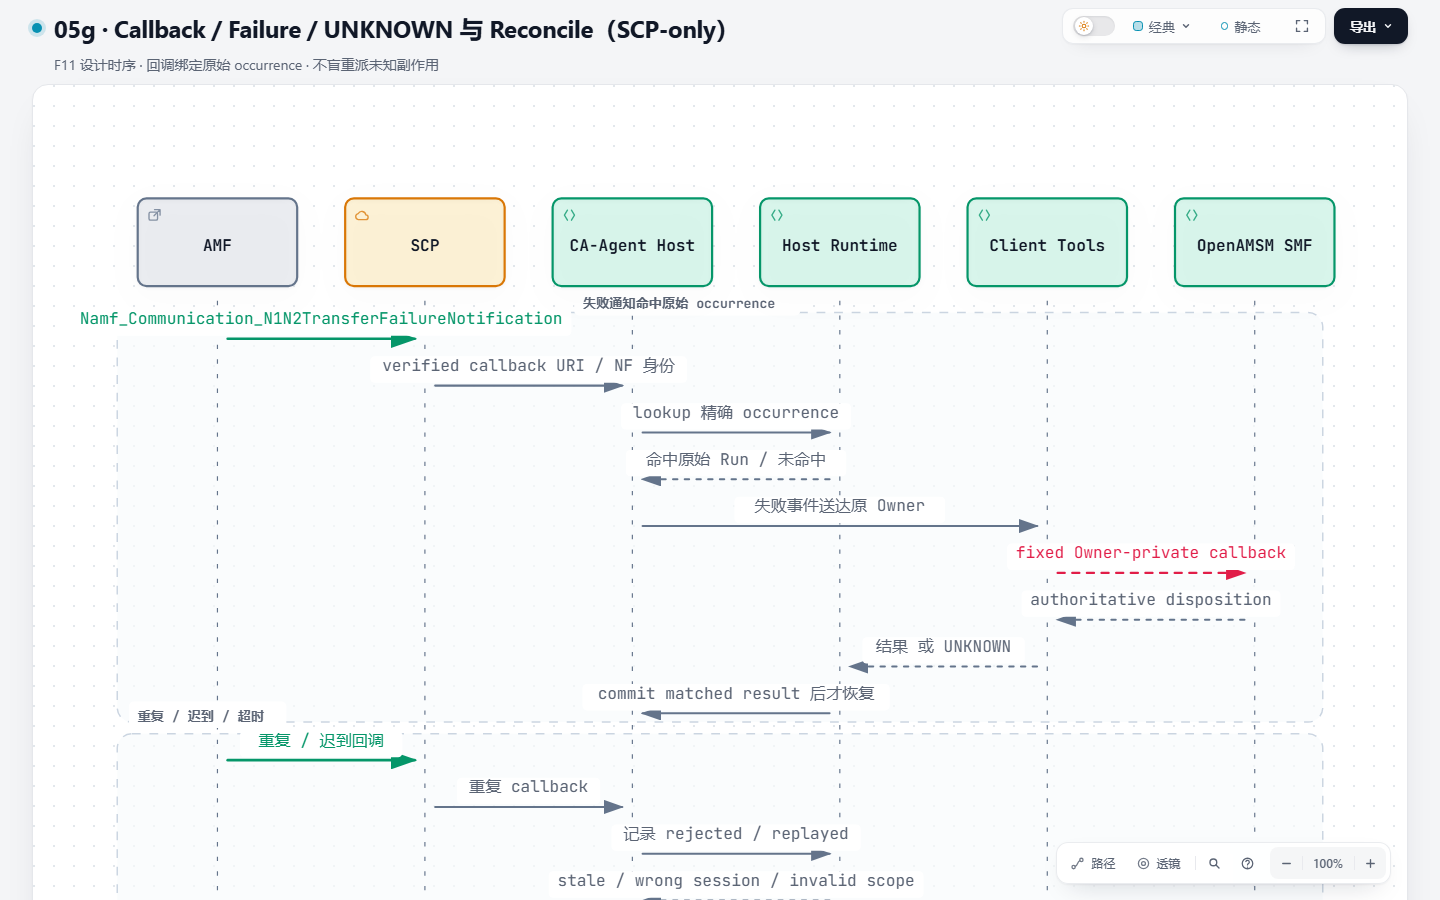 05g · Callback / Failure / UNKNOWN 与 Reconcile（SCP-only）
经典
静态
导出
F11 设计时序 · 回调绑定原始 occurrence · 不盲重派未知副作用
AMF
SCP
CA-Agent Host
Host Runtime
Client Tools
OpenAMSM SMF
失败通知命中原始 occurrence
Namf_Communication_N1N2TransferFailureNotification
verified callback URI / NF 身份
lookup 精确 occurrence
命中原始 Run / 未命中
失败事件送达原 Owner
fixed Owner-private callback
authoritative disposition
结果 或 UNKNOWN
commit matched result 后才恢复
重复 / 迟到 / 超时
重复 / 迟到回调
重复 callback
记录 rejected / replayed
stale / wrong session / invalid scope
路径
透镜
100%